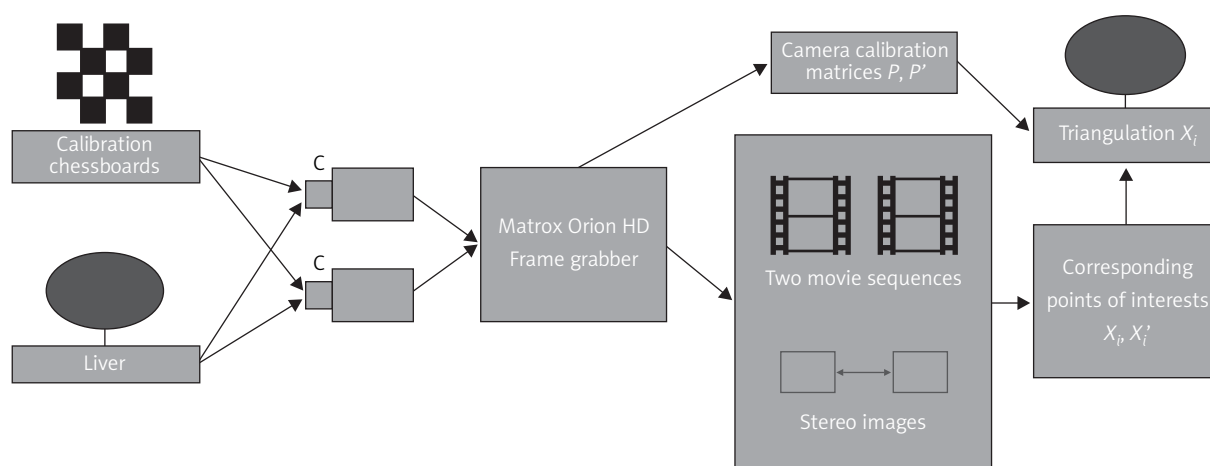 Calibration
chessboards
Liver
C
C
Matrox Orion HD
Frame grabber
Camera calibration
matrices P, P’
Two movie sequences
Stereo images
Corresponding
points of interests
Xi, Xi’
Triangulation Xi